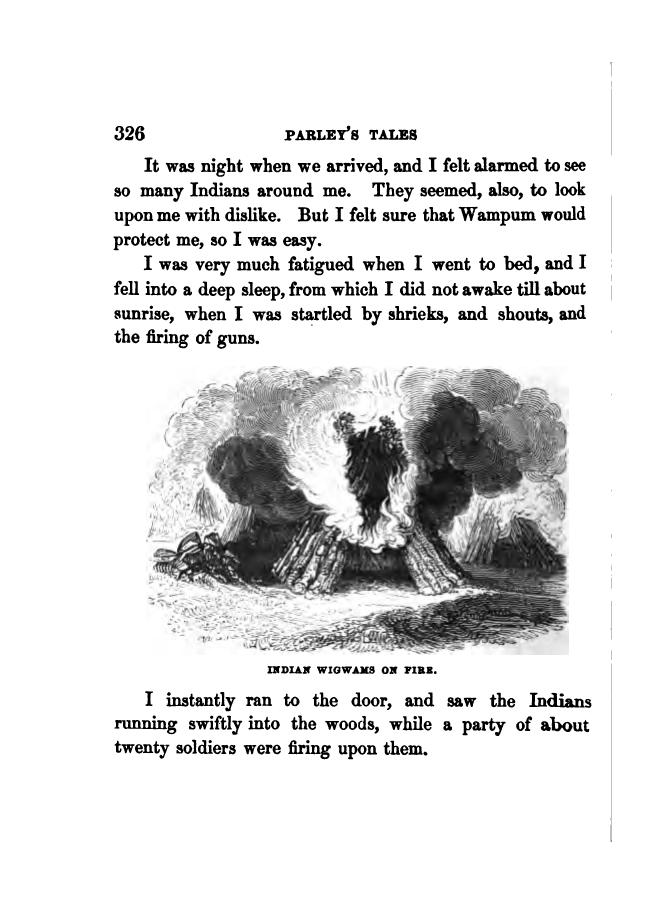 326 PARLEY'S TALES
It was night when we arrived, and I felt alarmed to see
so many Indians around me. They seemed, also, to look
upon me with dislike. But I felt sure that Wampum would
protect me, so I was easy.
I was very much fatigued when I went to bed, and I
fell into a deep sleep, from which I did not awake till about
sunrise, when I was startled by shrieks, and shouts, and
the firing of guns.
INDIAN WIGWAMS ON FIRE.
I instantly ran to the door, and saw the Indians
running swiftly into the woods, while a party of about
twenty soldiers were firing upon them.